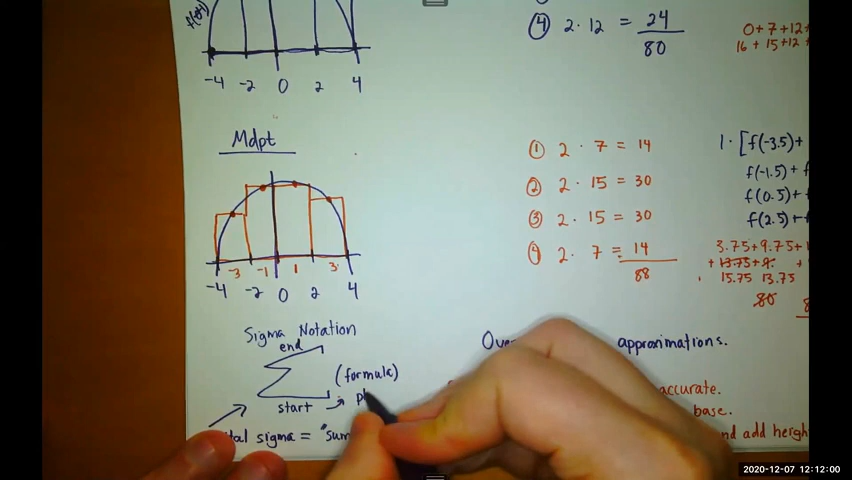 f(x)
-4 -2 0 2 4
④ 2 · 12 = 24
80
0 + 7 + 12 +
16 + 15 + 12 +
Mdpt
-3 -1 1 3
-4 -2 0 2 4
① 2 · 7 = 14
② 2 · 15 = 30
③ 2 · 15 = 30
④ 2 · 7 = 14
88
1 · [f(-3.5) +
f(-1.5) +
f(0.5) +
f(2.5) +
3.75 + 9.75 +
15.75 13.75
80
Sigma Notation
end
(formula)
start
sigma = "sum
approximations.
accurate.
base.
and add heigh
2020-12-07 12:12:00